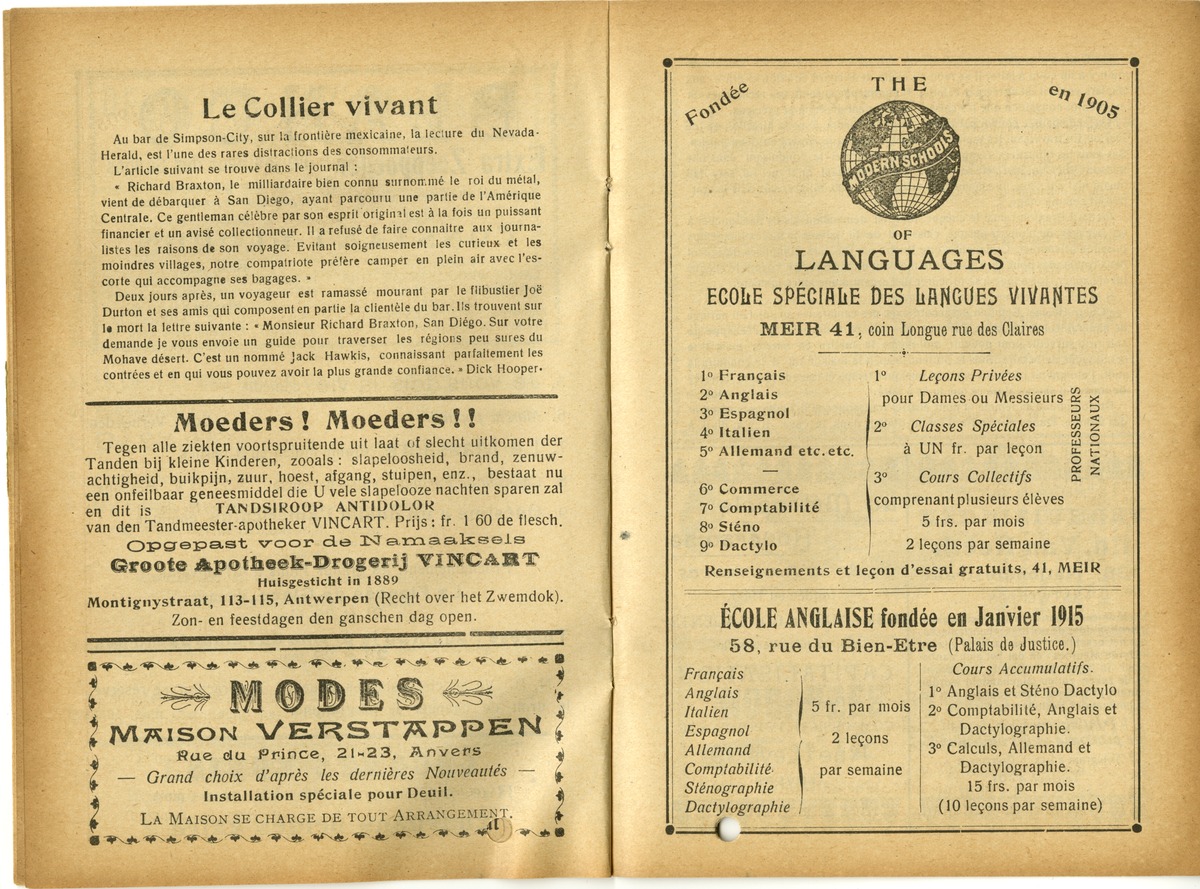 Le Collier vivant
Au bar de Simpson-City, sur la frontière mexicaine, la lecture du Nevada-
Herald, est l'une des rares distractions des consommateurs.
L'article suivant se trouve dans le journal :
« Richard Braxton, le milliardaire bien connu surnommé le roi du métal,
vient de débarquer à San Diego, ayant parcouru une partie de l'Amérique
Centrale. Ce gentleman célèbre par son esprit original est à la fois un puissant
financier et un avisé collectionneur. Il a refusé de faire connaitre aux journa-
listes les raisons de son voyage. Evitant soigneusement les curieux et les
moindres villages, notre compatriote préfère camper en plein air avec l'es-
corte qui accompagne ses bagages. »
Deux jours après, un voyageur est ramassé mourant par le flibustier Joë
Durton et ses amis qui composent en partie la clientèle du bar. Ils trouvent sur
le mort la lettre suivante : « Monsieur Richard Braxton, San Diégo. Sur votre
demande je vous envoie un guide pour traverser les régions peu sures du
Mohave désert. C'est un nommé Jack Hawkis, connaissant parfaitement les
contrées et en qui vous pouvez avoir la plus grande confiance. » Dick Hooper.
Moeders ! Moeders !!
Tegen alle ziekten voortspruitende uit laat of slecht uitkomen der
Tanden bij kleine Kinderen, zooals : slapeloosheid, brand, zenuw-
achtigheid, buikpijn, zuur, hoest, afgang, stuipen, enz., bestaat nu
een onfeilbaar geneesmiddel die U vele slapelooze nachten sparen zal
en dit is TANDSIROOP ANTIDOLOR
van den Tandmeester-apotheker VINCART. Prijs : fr. 1 60 de flesch.
Opgepast voor de Namaaksels
Groote Apotheek-Drogerij VINCART
Huisgesticht in 1889
Montignystraat, 113-115, Antwerpen (Recht over het Zwemdok).
Zon- en feestdagen den ganschen dag open.
MODES
MAISON VERSTAPPEN
Rue du Prince, 21-23, Anvers
— Grand choix d'après les dernières Nouveautés —
Installation spéciale pour Deuil.
LA MAISON SE CHARGE DE TOUT ARRANGEMENT.
Fondée
THE
en 1905
MODERN SCHOOLS
OF
LANGUAGES
ECOLE SPÉCIALE DES LANGUES VIVANTES
MEIR 41, coin Longue rue des Claires
1º Français
2º Anglais
3º Espagnol
4º Italien
5º Allemand etc. etc.
—
6º Commerce
7º Comptabilité
8º Sténo
9º Dactylo
1º Leçons Privées
pour Dames ou Messieurs
2º Classes Spéciales
à UN fr. par leçon
3º Cours Collectifs
comprenant plusieurs élèves
5 frs. par mois
2 leçons par semaine
PROFESSEURS
NATIONAUX
Renseignements et leçon d'essai gratuits, 41, MEIR
ÉCOLE ANGLAISE fondée en Janvier 1915
58, rue du Bien-Etre (Palais de Justice.)
Français
Anglais
Italien
Espagnol
Allemand
Comptabilité
Sténographie
Dactylographie
5 fr. par mois
2 leçons
par semaine
Cours Accumulatifs.
1º Anglais et Sténo Dactylo
2º Comptabilité, Anglais et
Dactylographie.
3º Calculs, Allemand et
Dactylographie.
15 frs. par mois
(10 leçons par semaine)